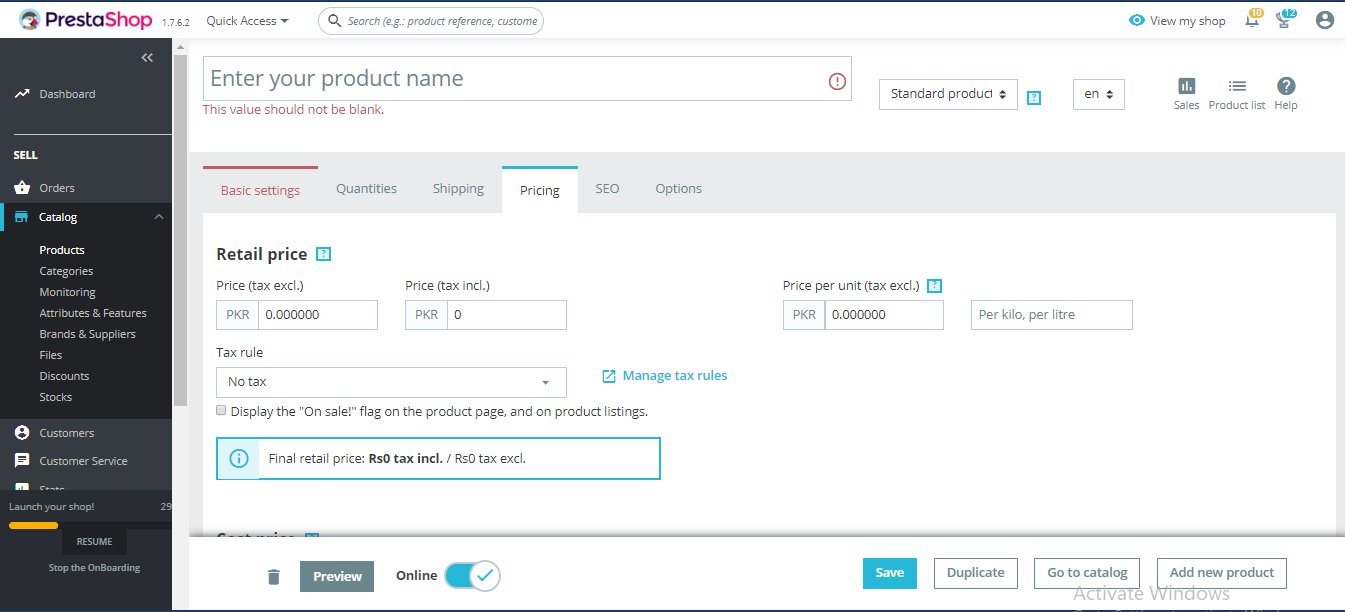 PrestaShop 1.7.6.2 Quick Access Search (e.g.: product reference, custome View my shop 10 12
Enter your product name
This value should not be blank.
Standard product ? en
Sales Product list Help
Dashboard
SELL
Orders
Catalog
Products
Categories
Monitoring
Attributes & Features
Brands & Suppliers
Files
Discounts
Stocks
Customers
Customer Service
Stats
Launch your shop! 29
RESUME
Stop the OnBoarding
Basic settings Quantities Shipping Pricing SEO Options
Retail price ?
Price (tax excl.) Price (tax incl.) Price per unit (tax excl.) ?
PKR 0.000000 PKR 0 PKR 0.000000 Per kilo, per litre
Tax rule
No tax Manage tax rules
Display the "On sale!" flag on the product page, and on product listings.
Final retail price: Rs0 tax incl. / Rs0 tax excl.
Cost price
Preview Online Save Duplicate Go to catalog Add new product
Activate Windows